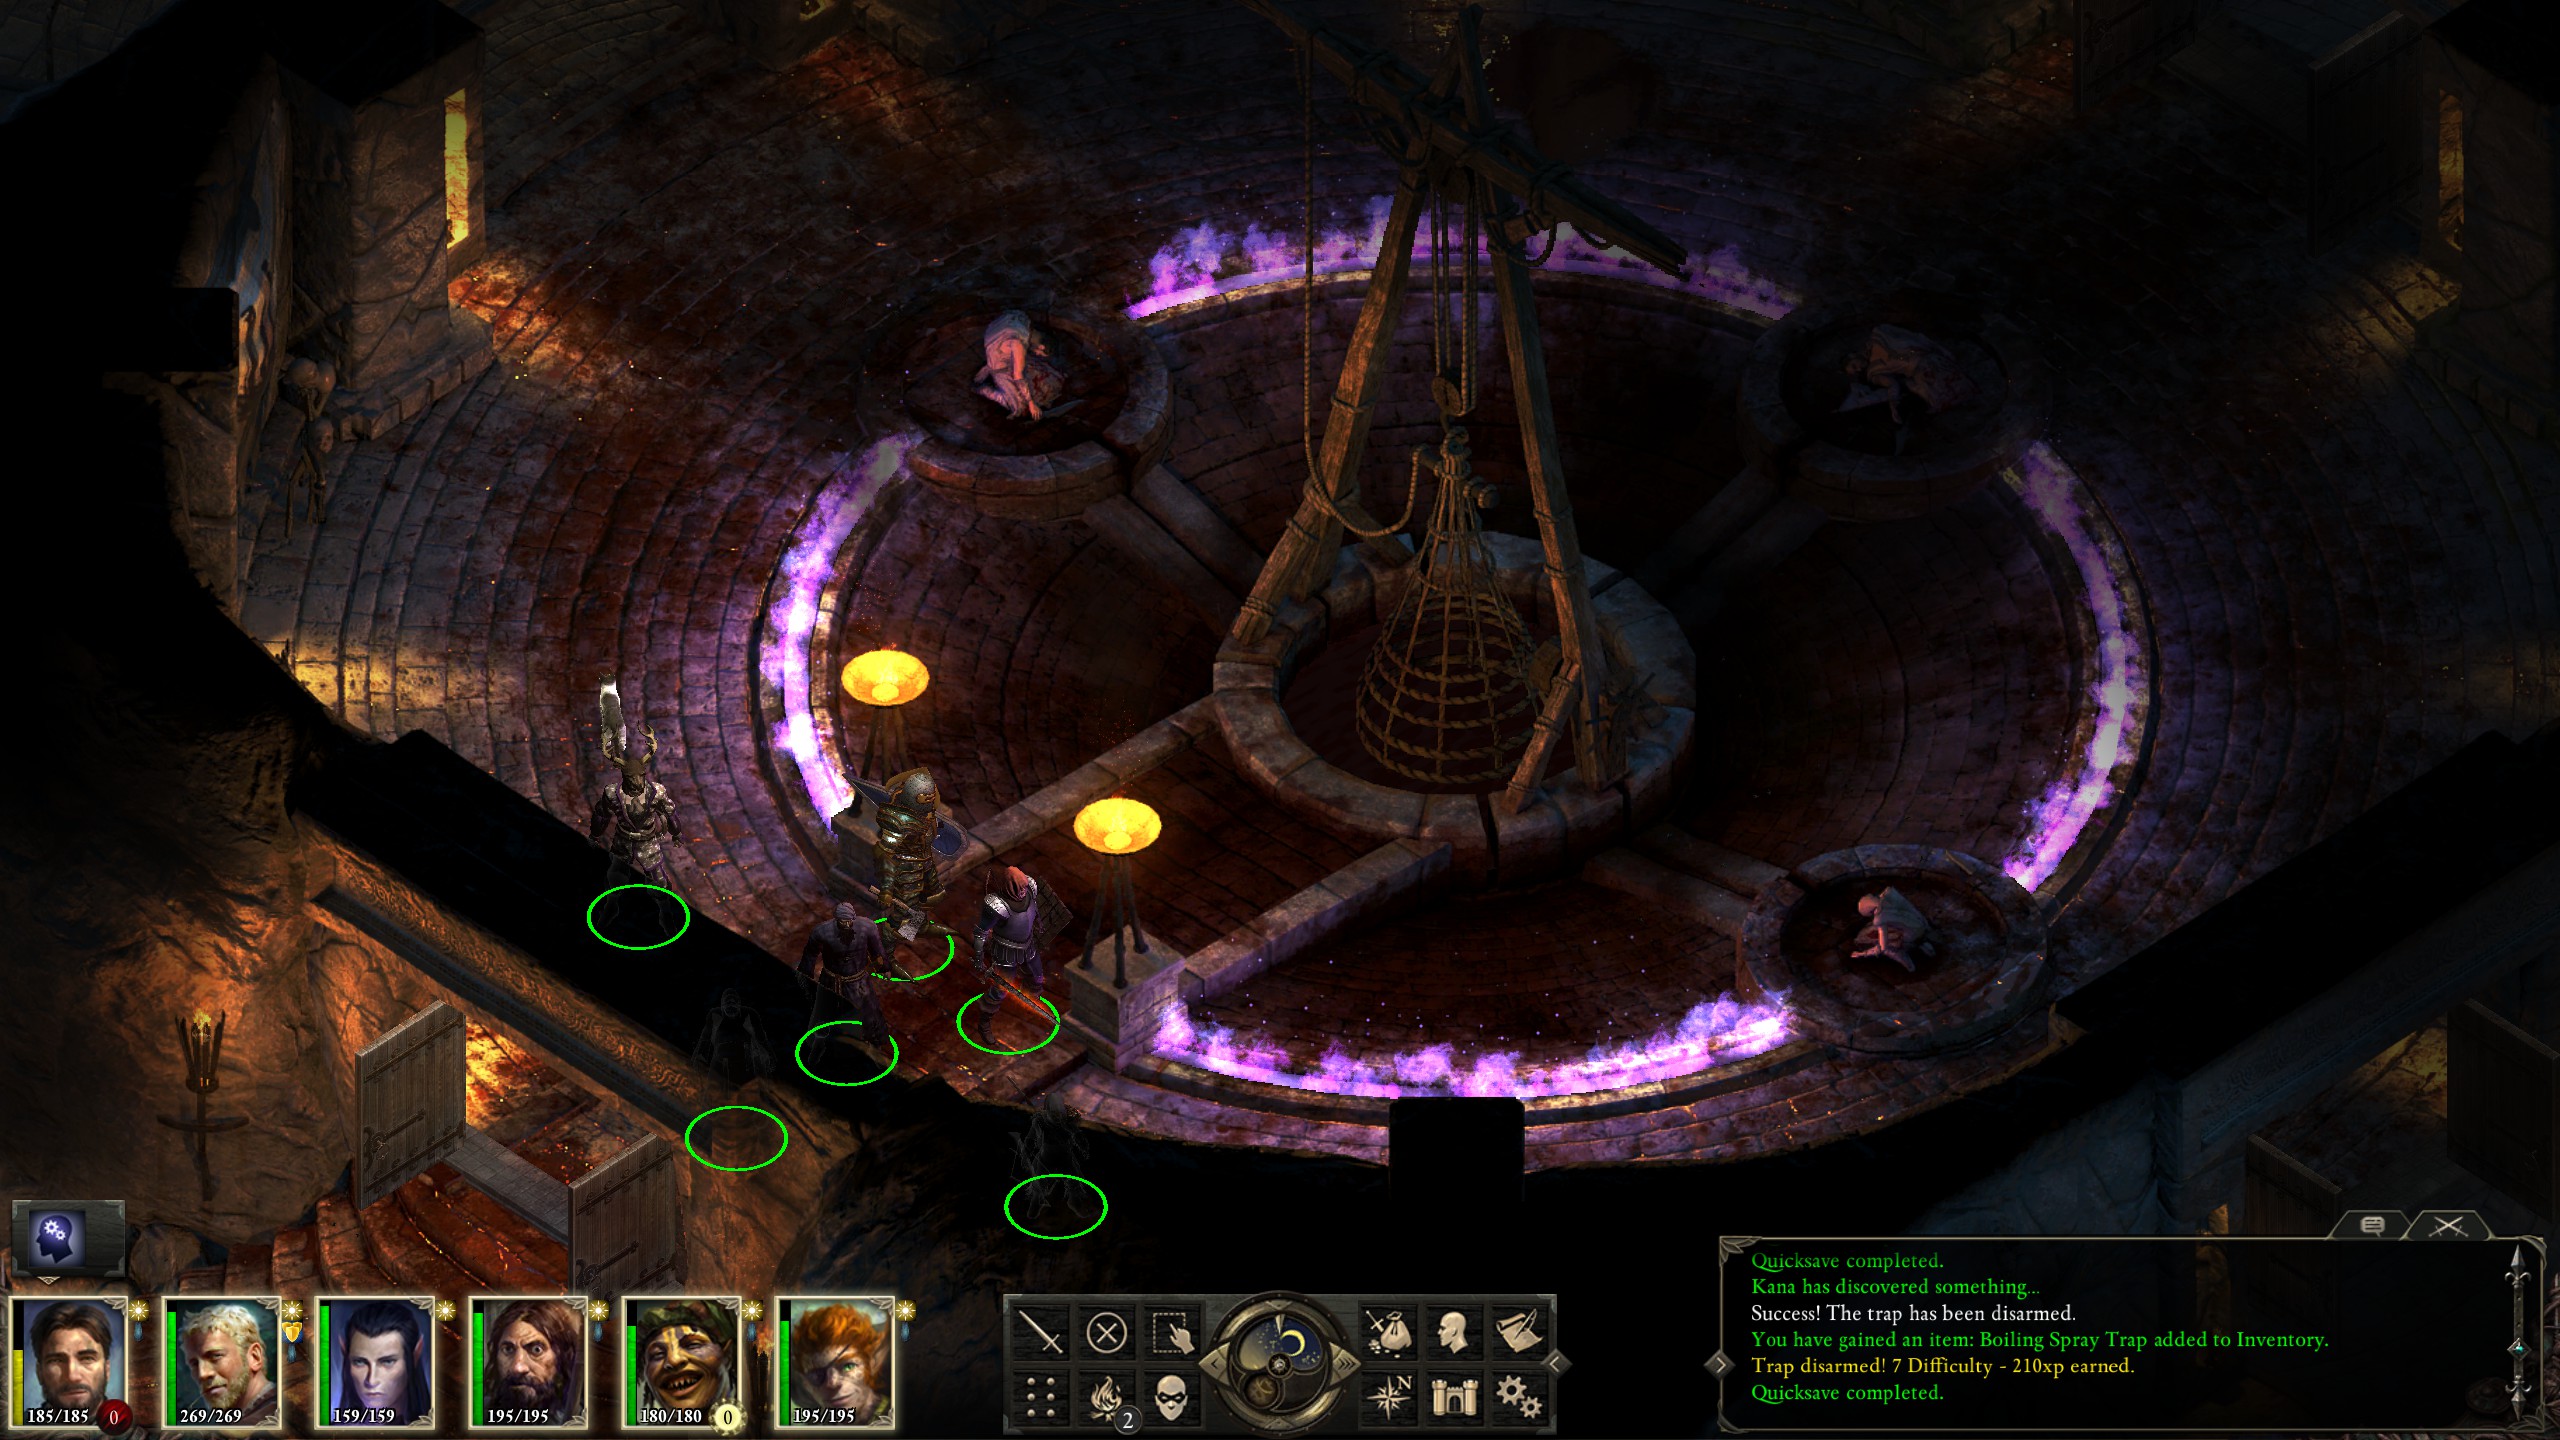 Quicksave completed.
Kana has discovered something...
Success! The trap has been disarmed.
You have gained an item: Boiling Spray Trap added to Inventory.
Trap disarmed! 7 Difficulty - 210xp earned.
Quicksave completed.
N
185/185 0 269/269 159/159 195/195 180/180 0 195/195
2